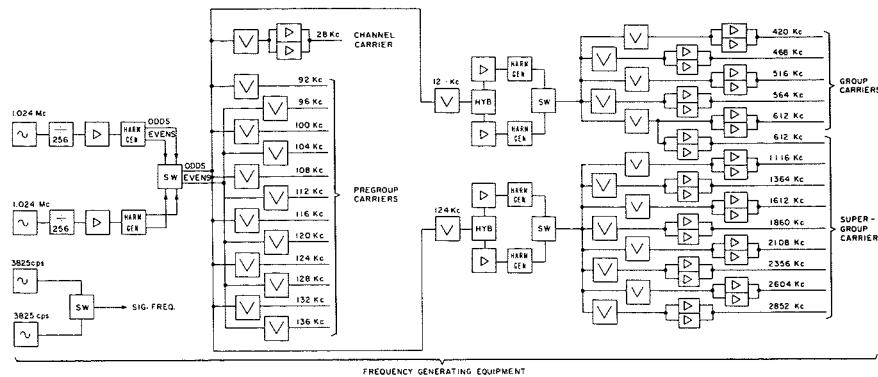 1.024 Mc
÷
256
HARM
GEN
ODDS
EVENS
1.024 Mc
÷
256
HARM
GEN
SW
ODDS
EVENS
3825cps
3825 cps
SW
SIG. FREQ.
28 Kc
CHANNEL
CARRIER
92 Kc
96 Kc
100 Kc
104 Kc
108 Kc
112 Kc
116 Kc
120 Kc
124 Kc
128 Kc
132 Kc
136 Kc
PREGROUP
CARRIERS
12 - Kc
HYB
HARM
GEN
HARM
GEN
SW
124 Kc
HYB
HARM
GEN
HARM
GEN
SW
420 Kc
468 Kc
516 Kc
564 Kc
612 Kc
GROUP
CARRIERS
612 Kc
1116 Kc
1364 Kc
1612 Kc
1860 Kc
2108 Kc
2356 Kc
2604 Kc
2852 Kc
SUPER-
GROUP
CARRIER
FREQUENCY GENERATING EQUIPMENT